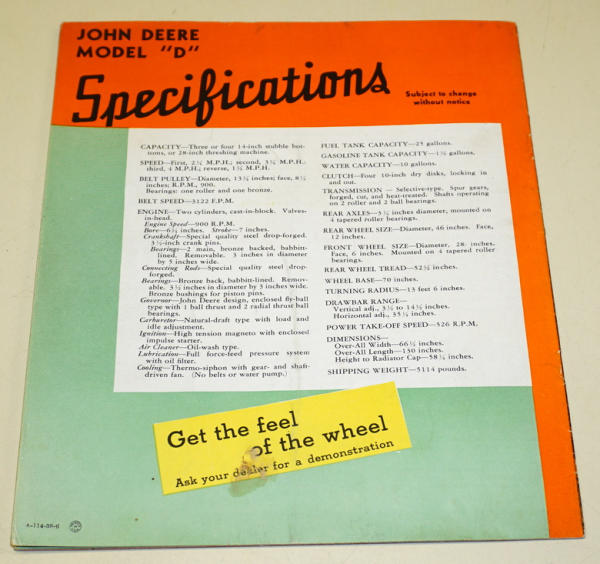 JOHN DEERE
MODEL "D"
Specifications
Subject to change
without notice
CAPACITY—Three or four 14-inch stubble bot-
toms, or 28-inch threshing machine.
SPEED—First, 2½ M.P.H.; second, 3¼ M.P.H.;
third, 4 M.P.H.; reverse, 1¾ M.P.H.
BELT PULLEY—Diameter, 13¾ inches; face, 8½
inches; R.P.M., 900.
Bearings: one roller and one bronze.
BELT SPEED—3122 F.P.M.
ENGINE—Two cylinders, cast-in-block. Valves-
in-head.
Engine Speed—900 R.P.M.
Bore—6¾ inches. Stroke—7 inches.
Crankshaft—Special quality steel drop-forged.
3½-inch crank pins.
Bearings—2 main, bronze backed, babbitt-
lined. Removable. 3 inches in diameter
by 5 inches wide.
Connecting Rods—Special quality steel drop-
forged.
Bearings—Bronze back, babbitt-lined. Remov-
able. 3½ inches in diameter by 3 inches wide.
Bronze bushings for piston pins.
Governor—John Deere design, enclosed fly-ball
type with 1 ball thrust and 2 radial thrust ball
bearings.
Carburetor—Natural-draft type with load and
idle adjustment.
Ignition—High tension magneto with enclosed
impulse starter.
Air Cleaner—Oil-wash type.
Lubrication—Full force-feed pressure system
with oil filter.
Cooling—Thermo-siphon with gear- and shaft-
driven fan. (No belts or water pump.)
FUEL TANK CAPACITY—25 gallons.
GASOLINE TANK CAPACITY—1½ gallons.
WATER CAPACITY—10 gallons.
CLUTCH—Four 10-inch dry disks, locking in
and out.
TRANSMISSION — Selective-type. Spur gears,
forged, cut, and heat-treated. Shafts operating
on 2 roller and 2 ball bearings.
REAR AXLES—3¼ inches diameter, mounted on
4 tapered roller bearings.
REAR WHEEL SIZE—Diameter, 46 inches. Face,
12 inches.
FRONT WHEEL SIZE—Diameter, 28 inches.
Face, 6 inches. Mounted on 4 tapered roller
bearings.
REAR WHEEL TREAD—52½ inches.
WHEEL BASE—70 inches.
TURNING RADIUS—13 feet 6 inches.
DRAWBAR RANGE—
Vertical adj., 3½ to 14½ inches.
Horizontal adj., 35¼ inches.
POWER TAKE-OFF SPEED—526 R.P.M.
DIMENSIONS—
Over-All Width—66½ inches.
Over-All Length—130 inches.
Height to Radiator Cap—58¼ inches.
SHIPPING WEIGHT—5114 pounds.
Get the feel
of the wheel
Ask your dealer for a demonstration